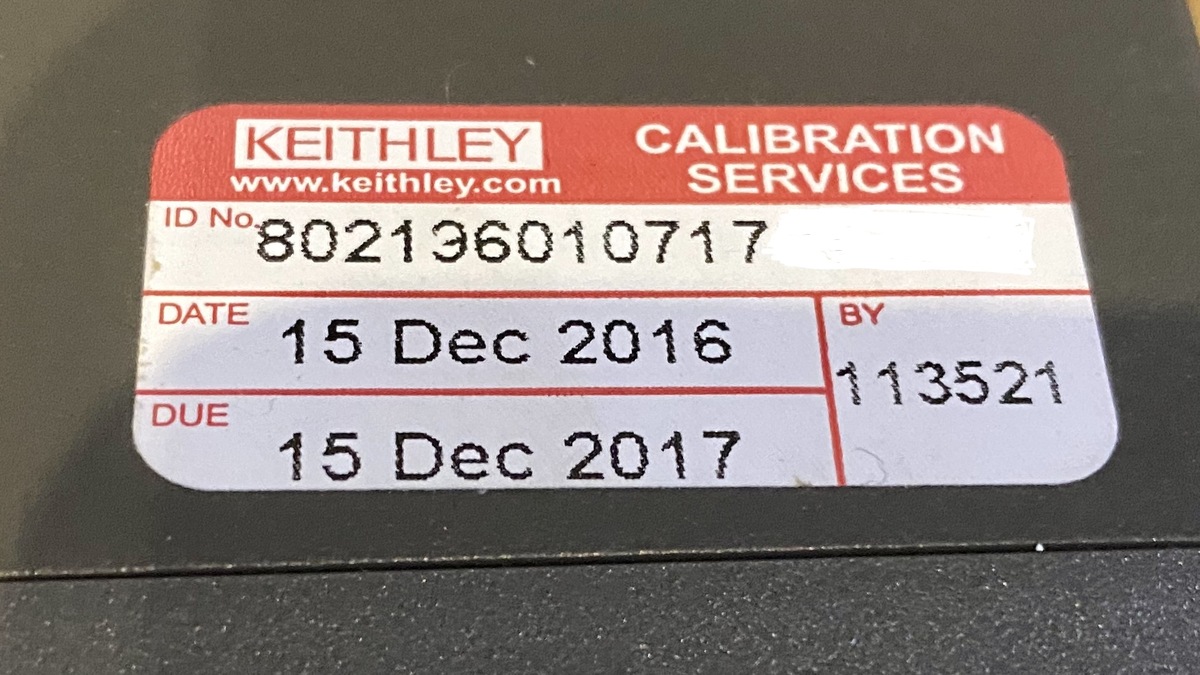 KEITHLEY
www.keithley.com
CALIBRATION
SERVICES
ID No. 802136010717
DATE 15 Dec 2016
BY
113521
DUE 15 Dec 2017